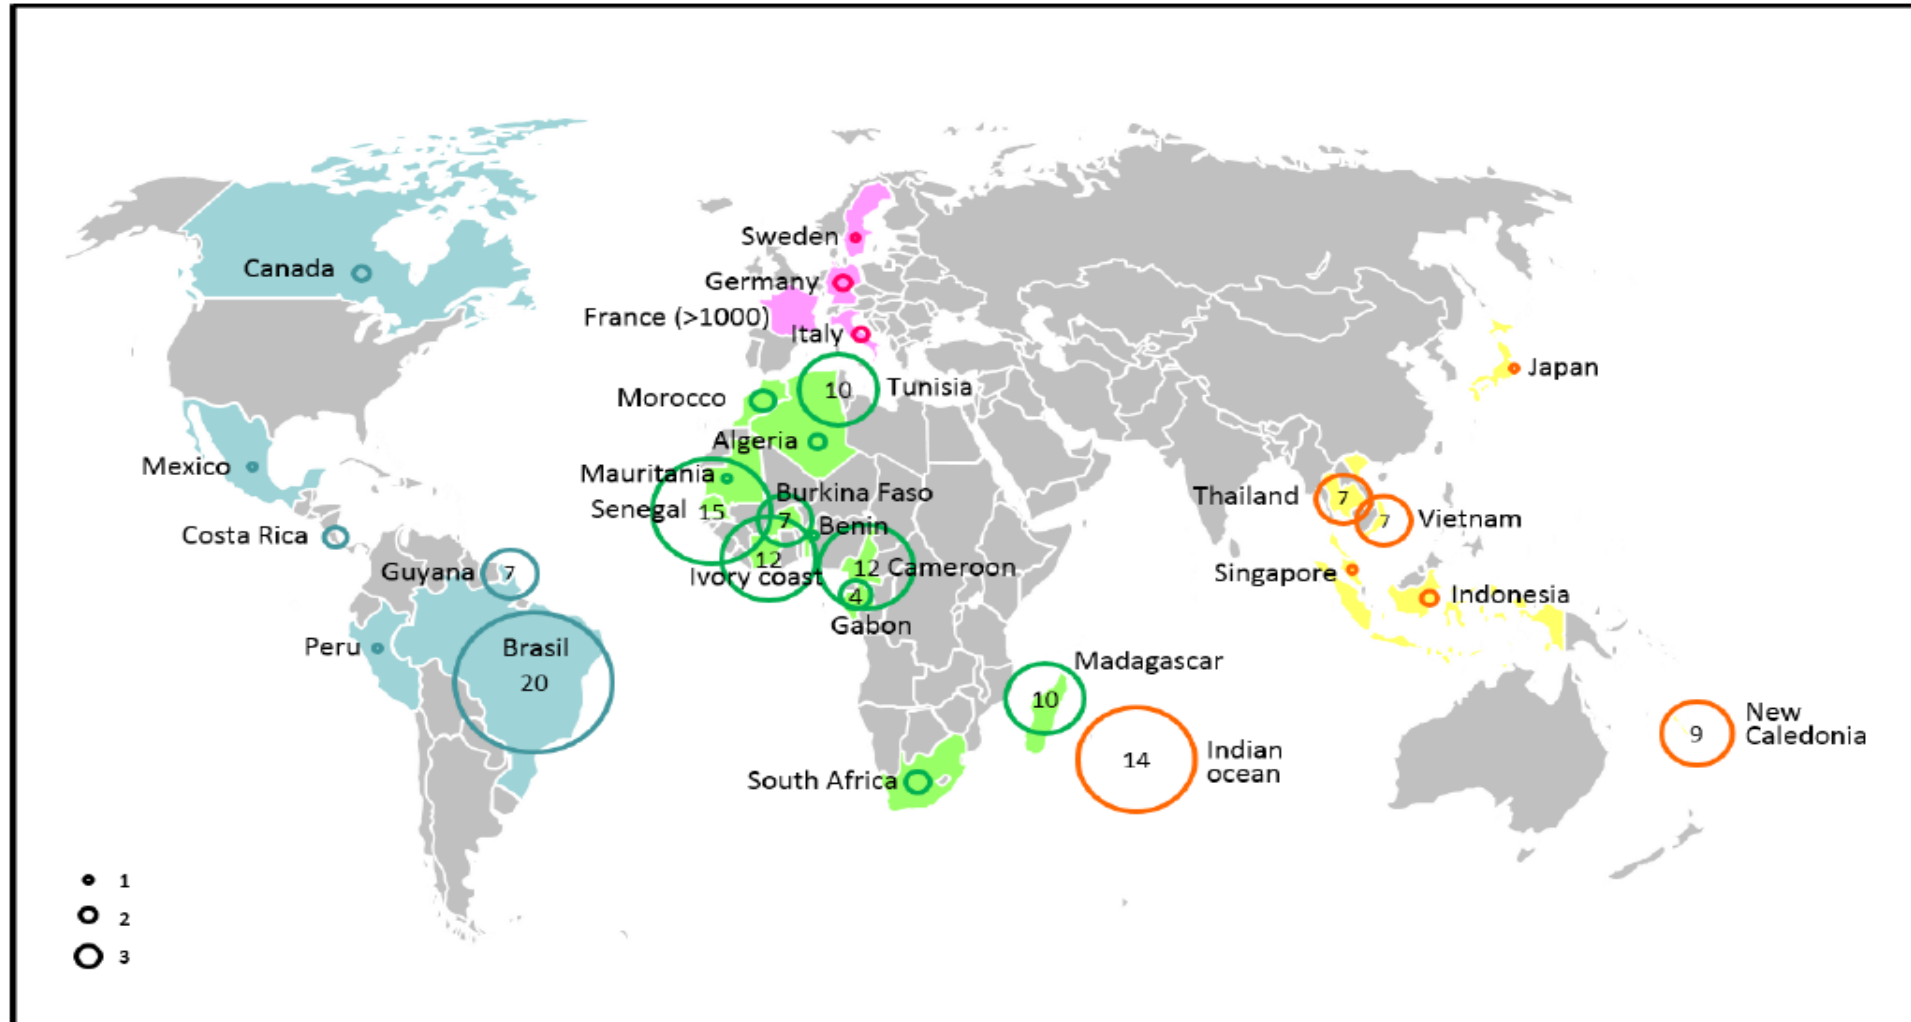 Sweden
Canada
Germany
France (>1000)
Italy
Japan
10
Tunisia
Morocco
Algeria
Mexico
Mauritania
Burkina Faso
Thailand
7
Senegal
15
7
Benin
7
Vietnam
Costa Rica
12
Ivory coast
12
Cameroon
Guyana
7
Singapore
4
Indonesia
Gabon
Peru
Brasil
20
Madagascar
10
New
Caledonia
9
14
Indian
ocean
South Africa
1
2
3